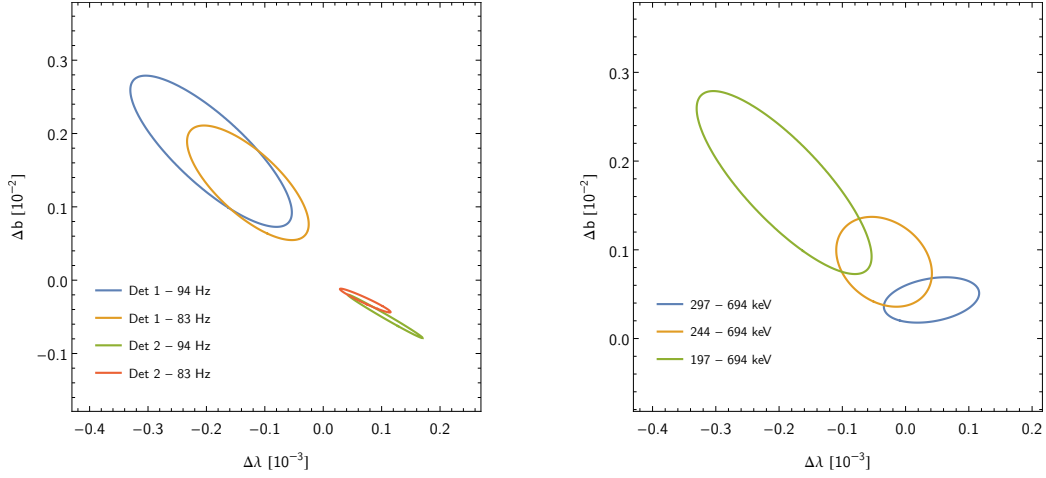 0.3
0.2
0.1
0.0
−0.1
Δb [10⁻²]
Det 1 – 94 Hz
Det 1 – 83 Hz
Det 2 – 94 Hz
Det 2 – 83 Hz
−0.4 −0.3 −0.2 −0.1 0.0 0.1 0.2
Δλ [10⁻³]
0.3
0.2
0.1
0.0
Δb [10⁻²]
297 – 694 keV
244 – 694 keV
197 – 694 keV
−0.4 −0.3 −0.2 −0.1 0.0 0.1 0.2
Δλ [10⁻³]